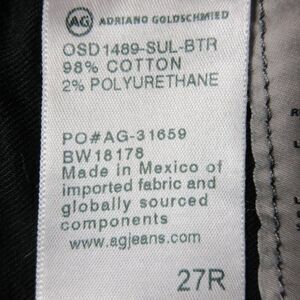 AG ADRIANO GOLDSCHMIED
OSD1489-SUL-BTR
98% COTTON
2% POLYURETHANE
PO#AG-31659
BW18178
Made in Mexico of
imported fabric and
globally sourced
components
www.agjeans.com
27R